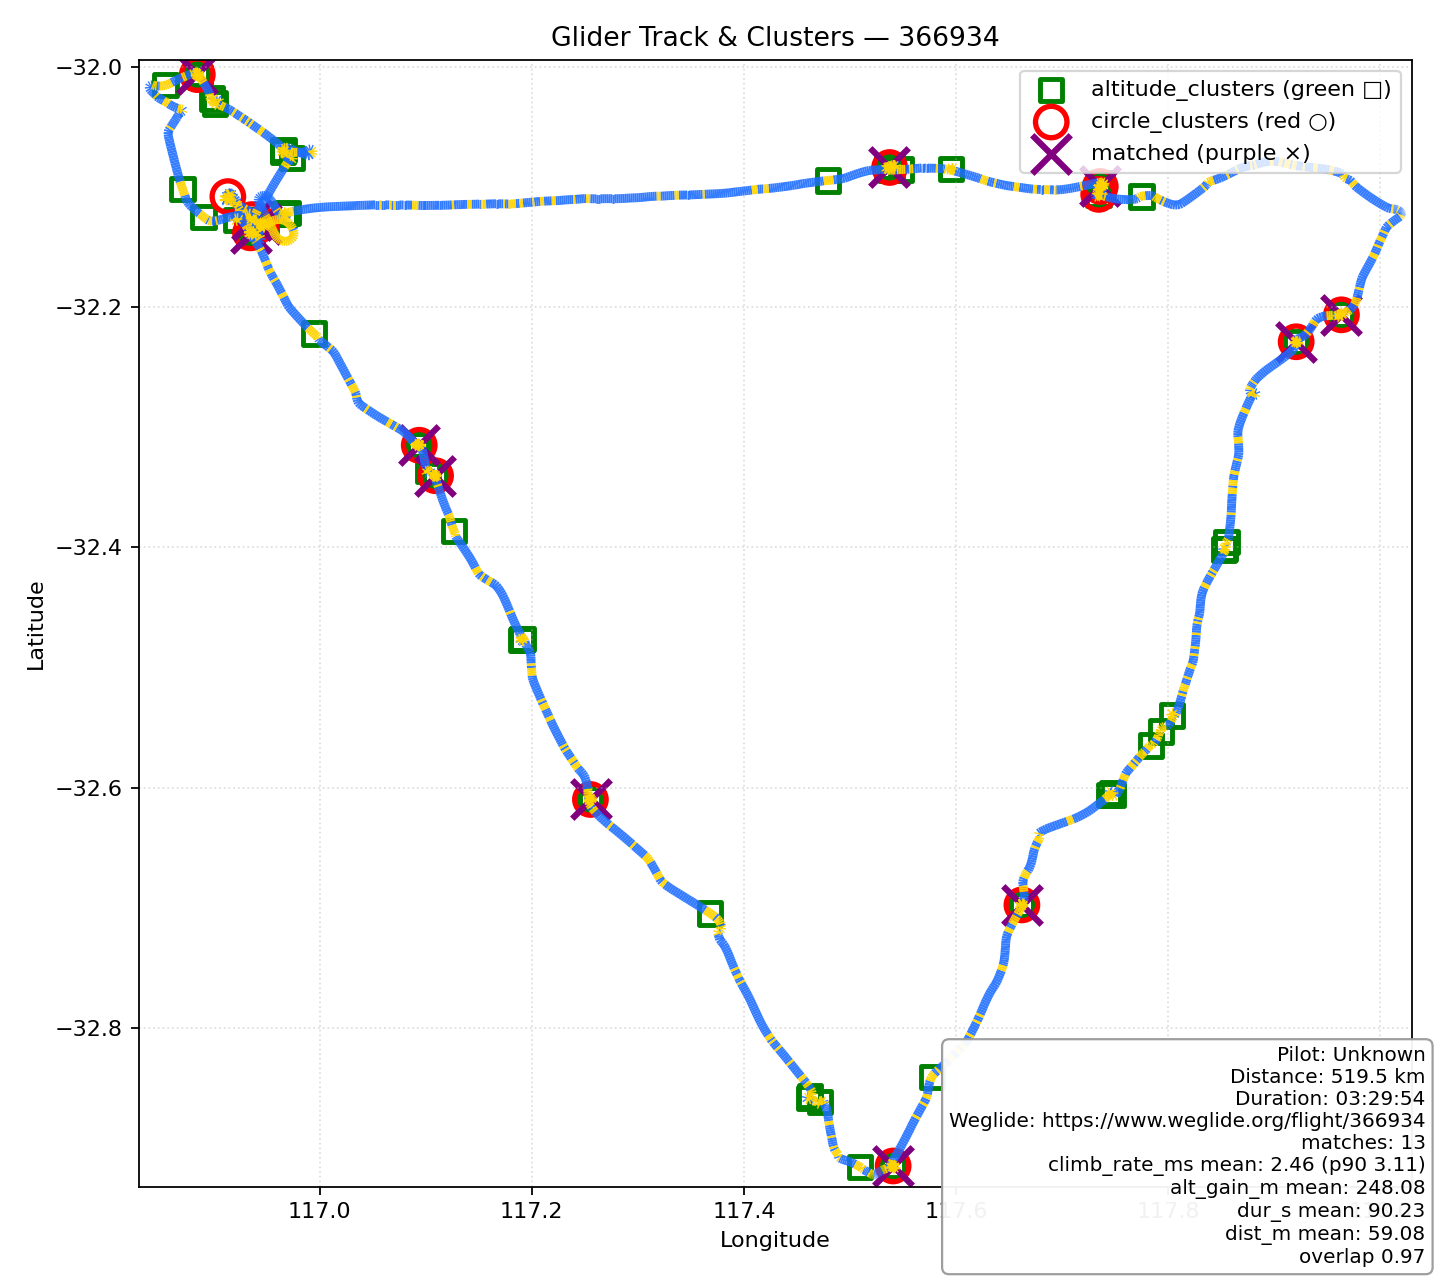 Glider Track & Clusters — 366934
altitude_clusters (green □)
circle_clusters (red ○)
matched (purple ×)
−32.0
−32.2
−32.4
−32.6
−32.8
Latitude
117.0
117.2
117.4
117.6
117.8
Longitude
Pilot: Unknown
Distance: 519.5 km
Duration: 03:29:54
Weglide: https://www.weglide.org/flight/366934
matches: 13
climb_rate_ms mean: 2.46 (p90 3.11)
alt_gain_m mean: 248.08
dur_s mean: 90.23
dist_m mean: 59.08
overlap 0.97